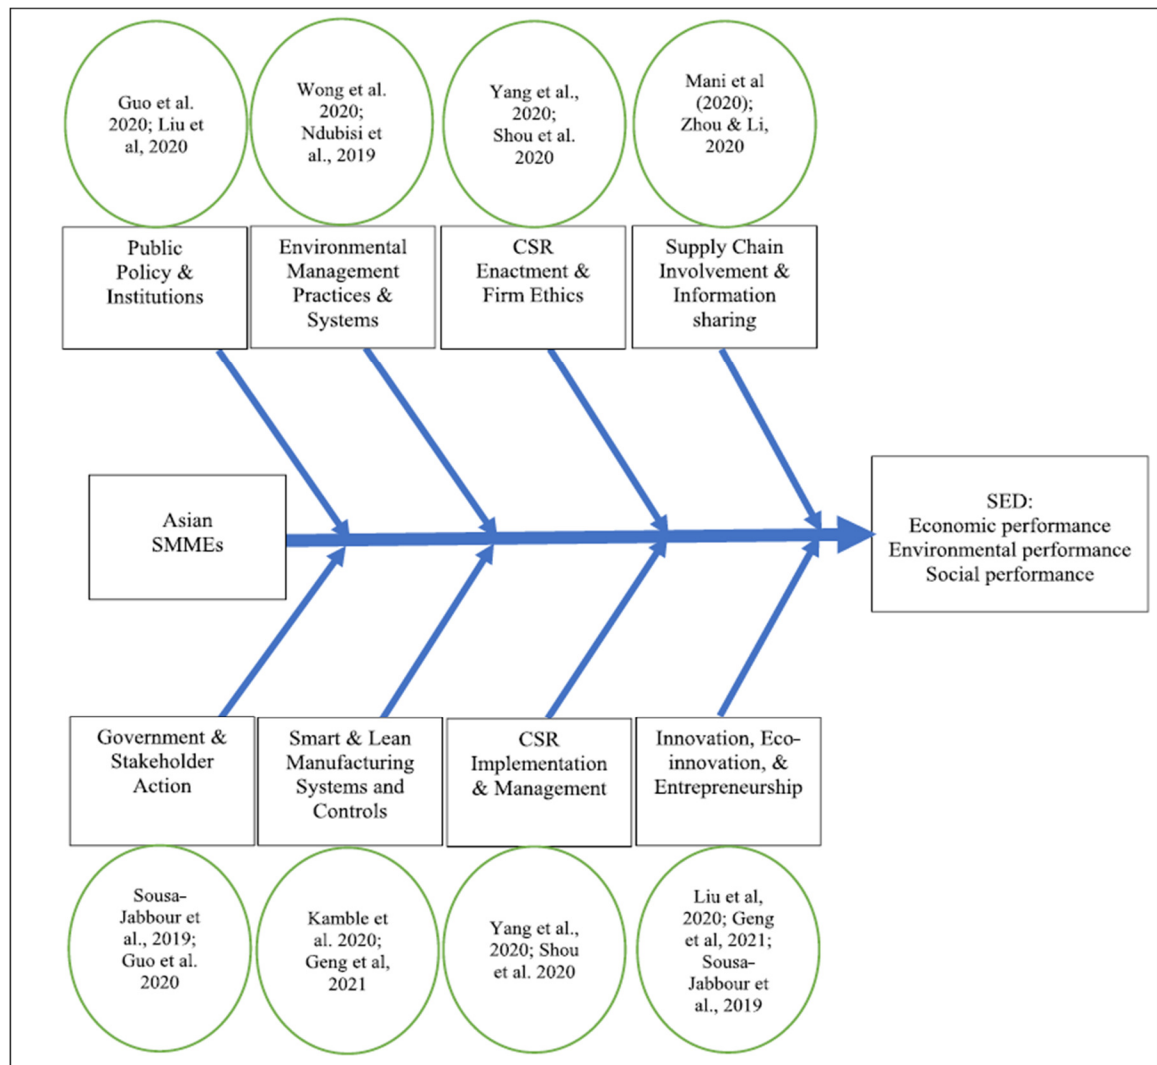 Guo et al.
2020; Liu et
al, 2020
Wong et al.
2020;
Ndubisi et
al., 2019
Yang et al.,
2020;
Shou et al.
2020
Mani et al
(2020);
Zhou & Li,
2020
Public
Policy &
Institutions
Environmental
Management
Practices &
Systems
CSR
Enactment &
Firm Ethics
Supply Chain
Involvement &
Information
sharing
Asian
SMMEs
SED:
Economic performance
Environmental performance
Social performance
Government &
Stakeholder
Action
Smart & Lean
Manufacturing
Systems and
Controls
CSR
Implementation
& Management
Innovation, Eco-
innovation, &
Entrepreneurship
Sousa-
Jabbour et
al., 2019;
Guo et al.
2020
Kamble et
al. 2020;
Geng et al,
2021
Yang et al.,
2020; Shou
et al. 2020
Liu et al,
2020; Geng
et al, 2021;
Sousa-
Jabbour et
al., 2019